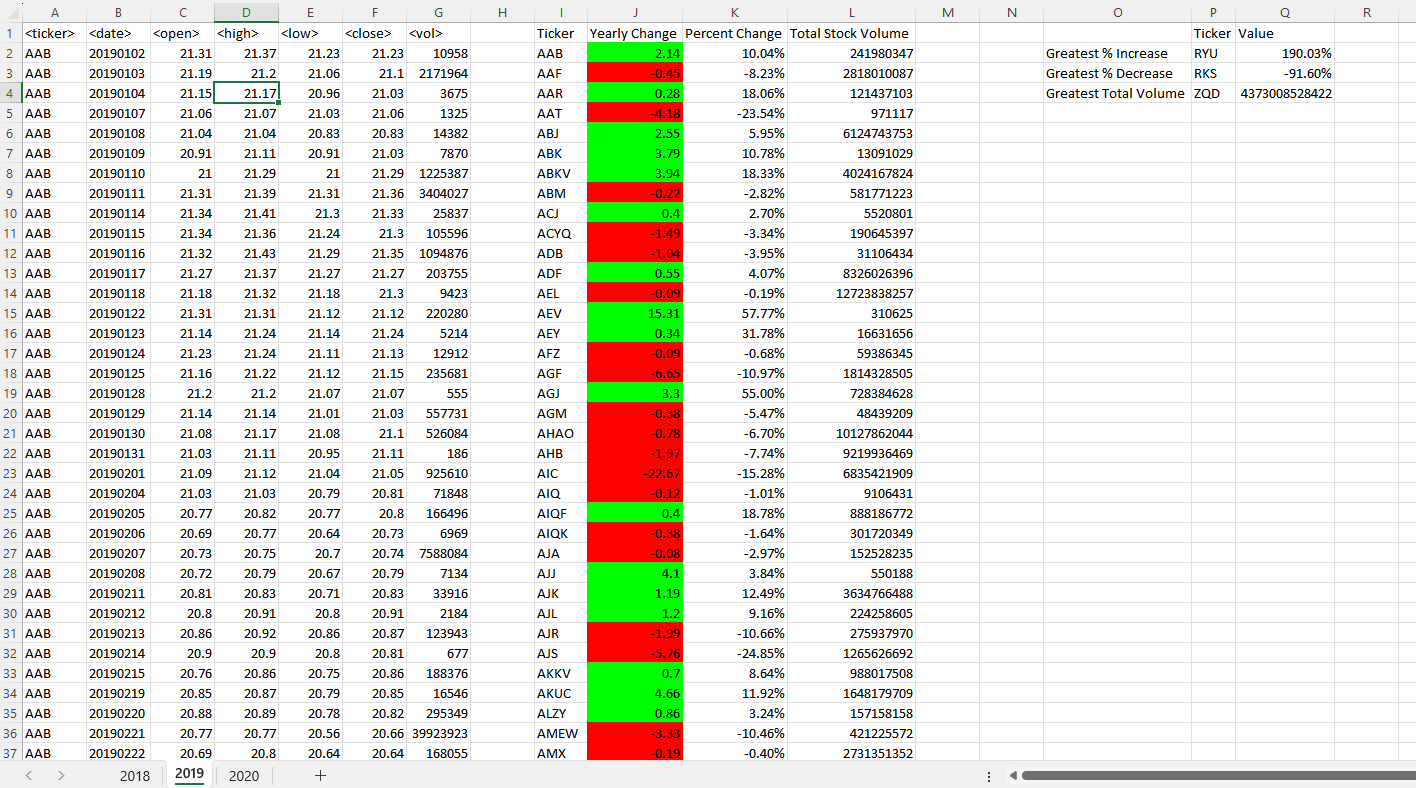 A B C D E F G H I J K L M N O P Q R
1 <ticker> <date> <open> <high> <low> <close> <vol> Ticker Yearly Change Percent Change Total Stock Volume Ticker Value
2 AAB 20190102 21.31 21.37 21.23 21.23 10958 AAB 2.14 10.04% 241980347 Greatest % Increase RYU 190.03%
3 AAB 20190103 21.19 21.2 21.06 21.1 2171964 AAF -0.45 -8.23% 2818010087 Greatest % Decrease RKS -91.60%
4 AAB 20190104 21.15 21.17 20.96 21.03 3675 AAR 0.28 18.06% 121437103 Greatest Total Volume ZQD 4373008528422
5 AAB 20190107 21.06 21.07 21.03 21.06 1325 AAT -4.18 -23.54% 971117
6 AAB 20190108 21.04 21.04 20.83 20.83 14382 ABJ 2.55 5.95% 6124743753
7 AAB 20190109 20.91 21.11 20.91 21.03 7870 ABK 3.79 10.78% 13091029
8 AAB 20190110 21 21.29 21 21.29 1225387 ABKV 3.94 18.33% 4024167824
9 AAB 20190111 21.31 21.39 21.31 21.36 3404027 ABM -0.22 -2.82% 581771223
10 AAB 20190114 21.34 21.41 21.3 21.33 25837 ACJ 0.4 2.70% 5520801
11 AAB 20190115 21.34 21.36 21.24 21.3 105596 ACYQ -1.49 -3.34% 190645397
12 AAB 20190116 21.32 21.43 21.29 21.35 1094876 ADB -1.04 -3.95% 31106434
13 AAB 20190117 21.27 21.37 21.27 21.27 203755 ADF 0.55 4.07% 8326026396
14 AAB 20190118 21.18 21.32 21.18 21.3 9423 AEL -0.09 -0.19% 12723838257
15 AAB 20190122 21.31 21.31 21.12 21.12 220280 AEV 15.31 57.77% 310625
16 AAB 20190123 21.14 21.24 21.14 21.24 5214 AEY 0.34 31.78% 16631656
17 AAB 20190124 21.23 21.24 21.11 21.13 12912 AFZ -0.09 -0.68% 59386345
18 AAB 20190125 21.16 21.22 21.12 21.15 235681 AGF -6.65 -10.97% 1814328505
19 AAB 20190128 21.2 21.2 21.07 21.07 555 AGJ 3.3 55.00% 728384628
20 AAB 20190129 21.14 21.14 21.01 21.03 557731 AGM -0.38 -5.47% 48439209
21 AAB 20190130 21.08 21.17 21.08 21.1 526084 AHAO -0.78 -6.70% 10127862044
22 AAB 20190131 21.03 21.11 20.95 21.11 186 AHB -1.97 -7.74% 9219936469
23 AAB 20190201 21.09 21.12 21.04 21.05 925610 AIC -22.67 -15.28% 6835421909
24 AAB 20190204 21.03 21.03 20.79 20.81 71848 AIQ -0.12 -1.01% 9106431
25 AAB 20190205 20.77 20.82 20.77 20.8 166496 AIQF 0.4 18.78% 888186772
26 AAB 20190206 20.69 20.77 20.64 20.73 6969 AIQK -0.38 -1.64% 301720349
27 AAB 20190207 20.73 20.75 20.7 20.74 7588084 AJA -0.08 -2.97% 152528235
28 AAB 20190208 20.72 20.79 20.67 20.79 7134 AJJ 4.1 3.84% 550188
29 AAB 20190211 20.81 20.83 20.71 20.83 33916 AJK 1.19 12.49% 3634766488
30 AAB 20190212 20.8 20.91 20.8 20.91 2184 AJL 1.2 9.16% 224258605
31 AAB 20190213 20.86 20.92 20.86 20.87 123943 AJR -1.99 -10.66% 275937970
32 AAB 20190214 20.9 20.9 20.8 20.81 677 AJS -5.76 -24.85% 1265626692
33 AAB 20190215 20.76 20.86 20.75 20.86 188376 AKKV 0.7 8.64% 988017508
34 AAB 20190219 20.85 20.87 20.79 20.85 16546 AKUC 4.66 11.92% 1648179709
35 AAB 20190220 20.88 20.89 20.78 20.82 295349 ALZY 0.86 3.24% 157158158
36 AAB 20190221 20.77 20.77 20.56 20.66 39923923 AMEW -3.33 -10.46% 421225572
37 AAB 20190222 20.69 20.8 20.64 20.64 168055 AMX -0.19 -0.40% 2731351352
2018 2019 2020